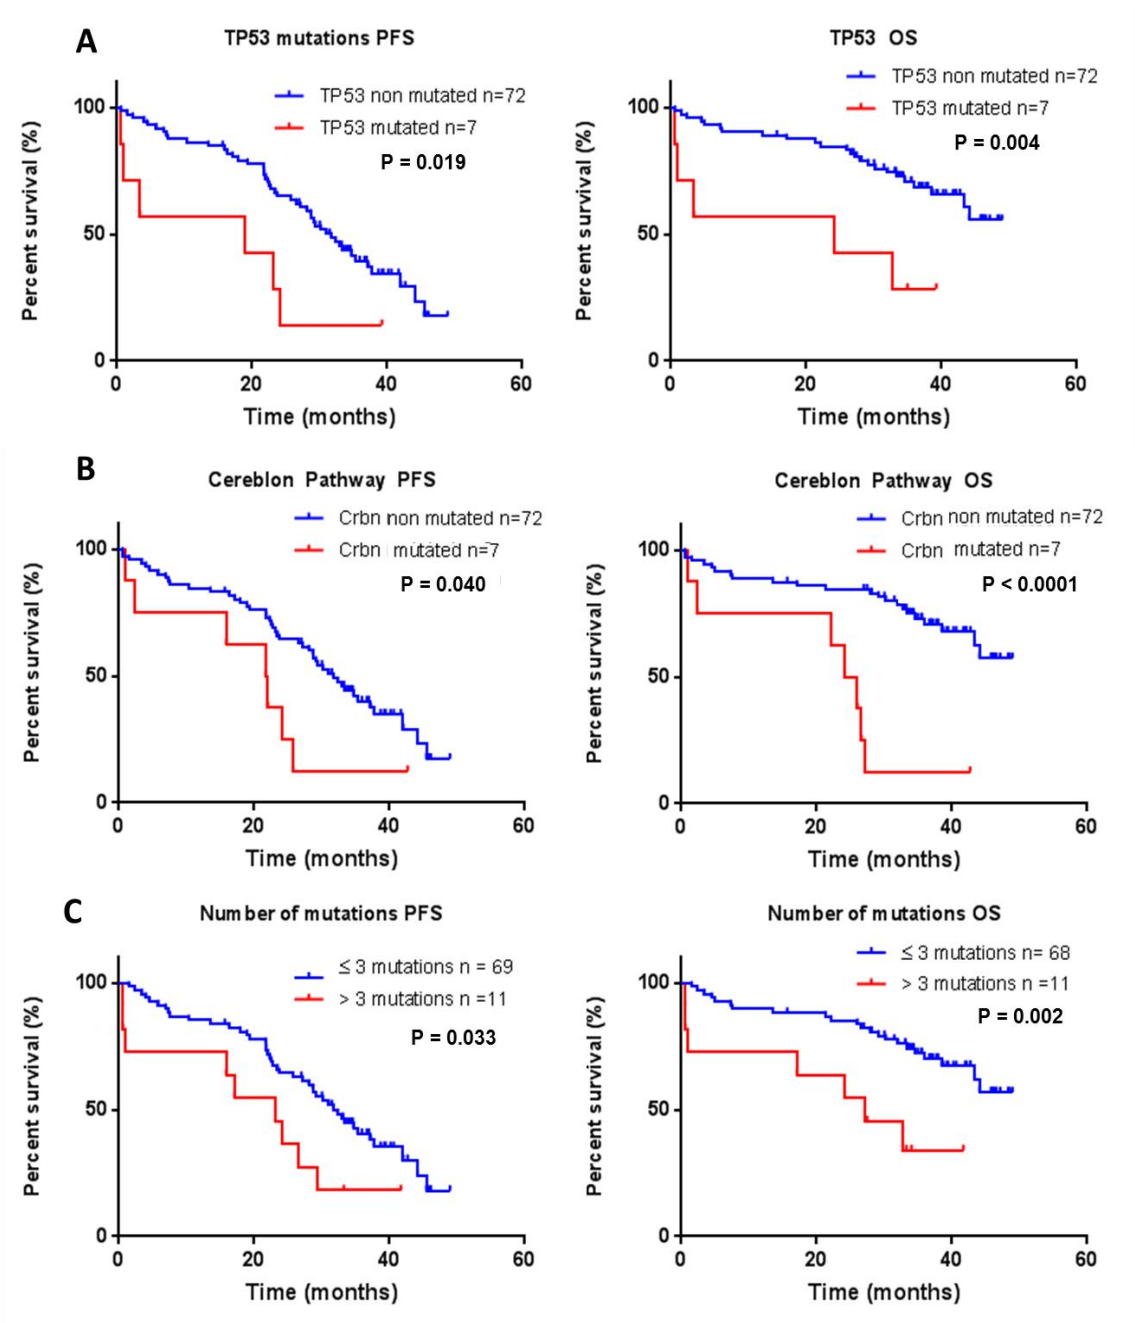 A
TP53 mutations PFS
TP53 non mutated n=72
TP53 mutated n=7
P = 0.019
Percent survival (%)
100
50
0
0 20 40 60
Time (months)
TP53 OS
TP53 non mutated n=72
TP53 mutated n=7
P = 0.004
Percent survival (%)
100
50
0
0 20 40 60
Time (months)
B
Cereblon Pathway PFS
Crbn non mutated n=72
Crbn mutated n=7
P = 0.040
Percent survival (%)
100
50
0
0 20 40 60
Time (months)
Cereblon Pathway OS
Crbn non mutated n=72
Crbn mutated n=7
P < 0.0001
Percent survival (%)
100
50
0
0 20 40 60
Time (months)
C
Number of mutations PFS
≤ 3 mutations n = 69
> 3 mutations n =11
P = 0.033
Percent survival (%)
100
50
0
0 20 40 60
Time (months)
Number of mutations OS
≤ 3 mutations n= 68
> 3 mutations n =11
P = 0.002
Percent survival (%)
100
50
0
0 20 40 60
Time (months)